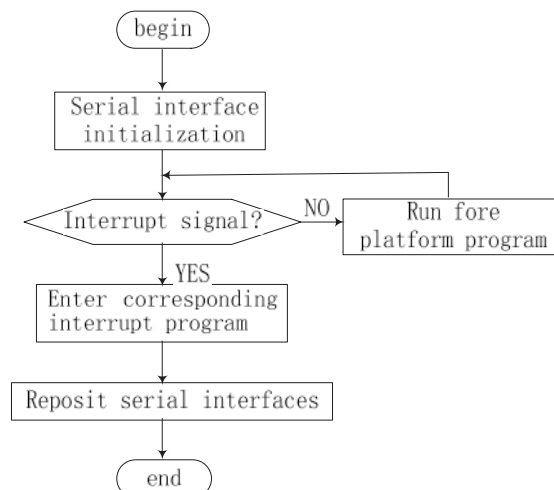 begin
Serial interface
initialization
Interrupt signal?
NO
Run fore
platform program
YES
Enter corresponding
interrupt program
Reposit serial interfaces
end